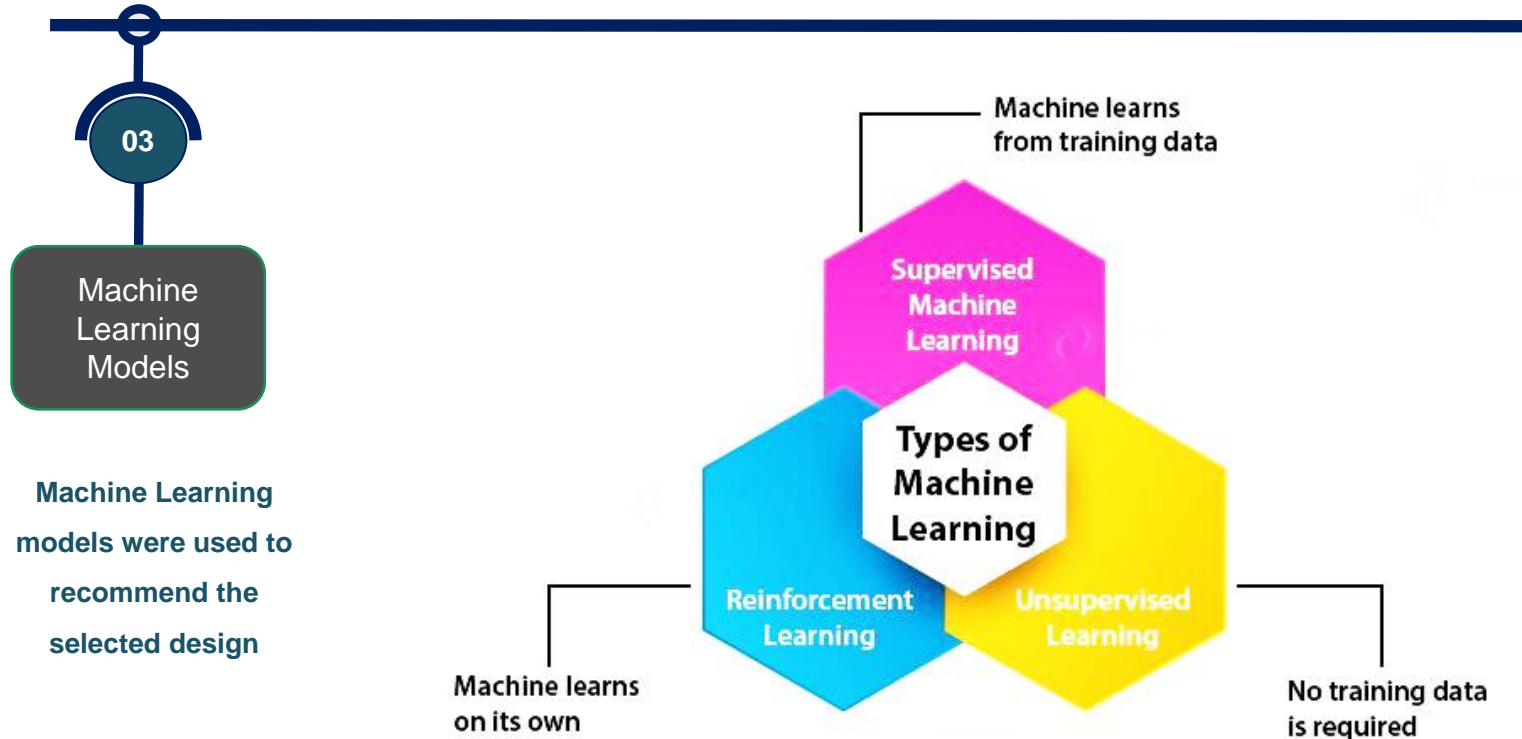 03
Machine
Learning
Models
Machine Learning
models were used to
recommend the
selected design
Machine learns
from training data
Supervised
Machine
Learning
Types of
Machine
Learning
Reinforcement
Learning
Unsupervised
Learning
Machine learns
on its own
No training data
is required